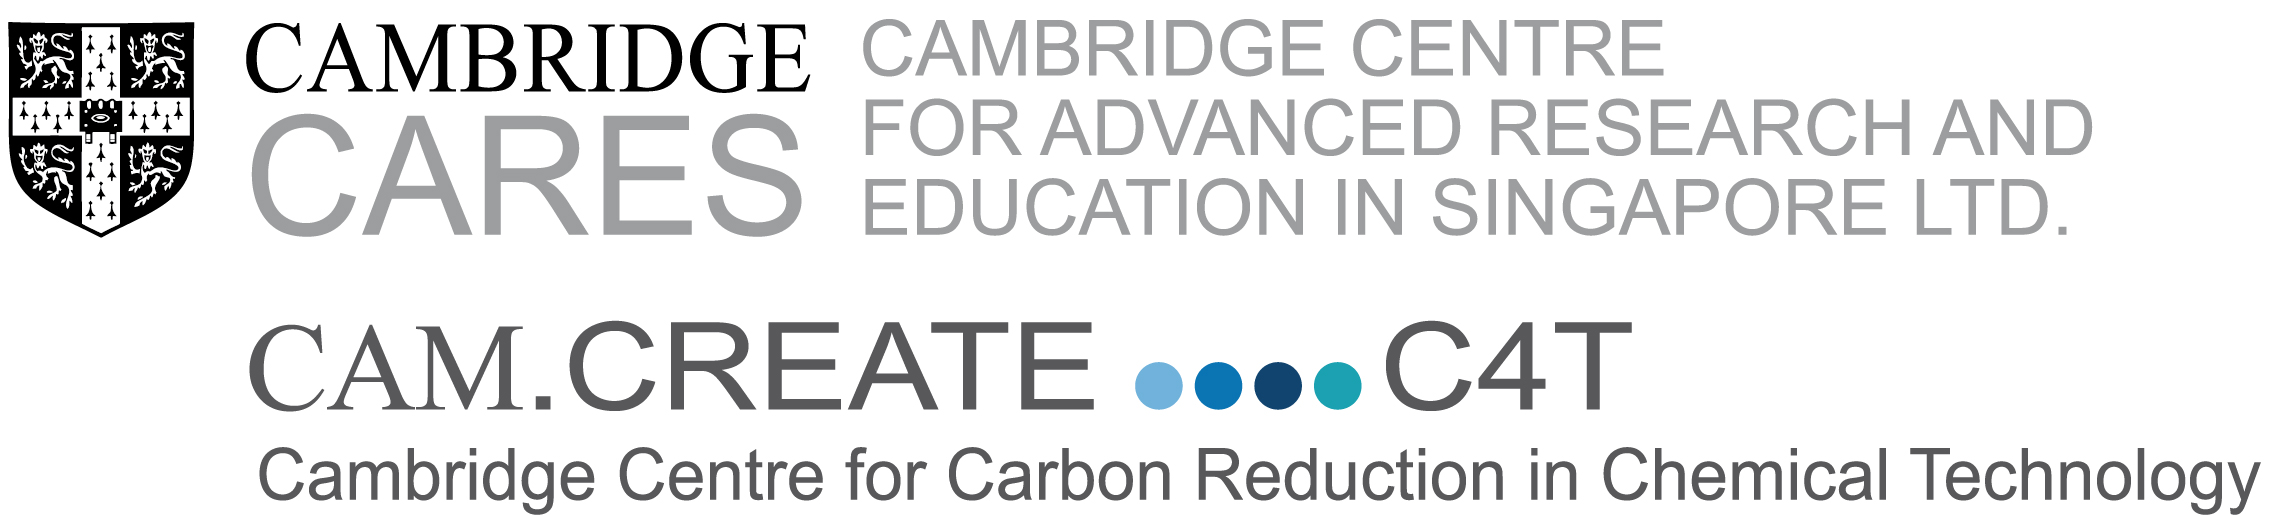 CAMBRIDGE
CARES
CAMBRIDGE CENTRE
FOR ADVANCED RESEARCH AND
EDUCATION IN SINGAPORE LTD.
CAM.CREATE ....C4T
Cambridge Centre for Carbon Reduction in Chemical Technology